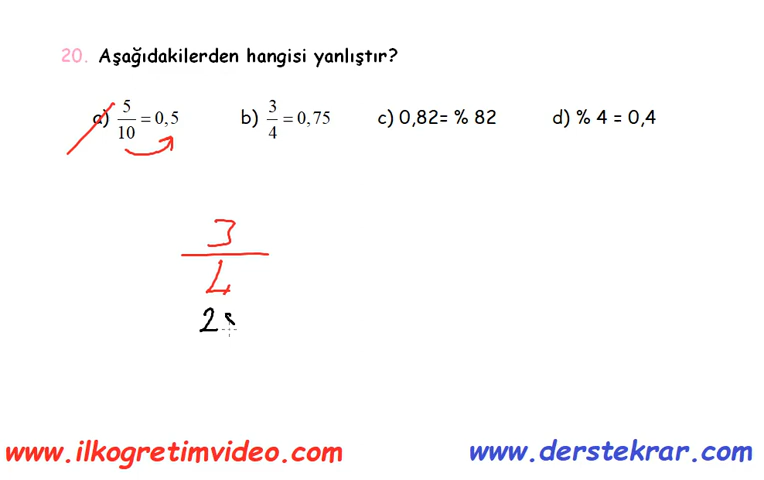 20. Aşağıdakilerden hangisi yanlıştır?
a) 5/10 = 0,5 b) 3/4 = 0,75 c) 0,82= % 82 d) % 4 = 0,4
3
4
www.ilkogretimvideo.com www.derstekrar.com